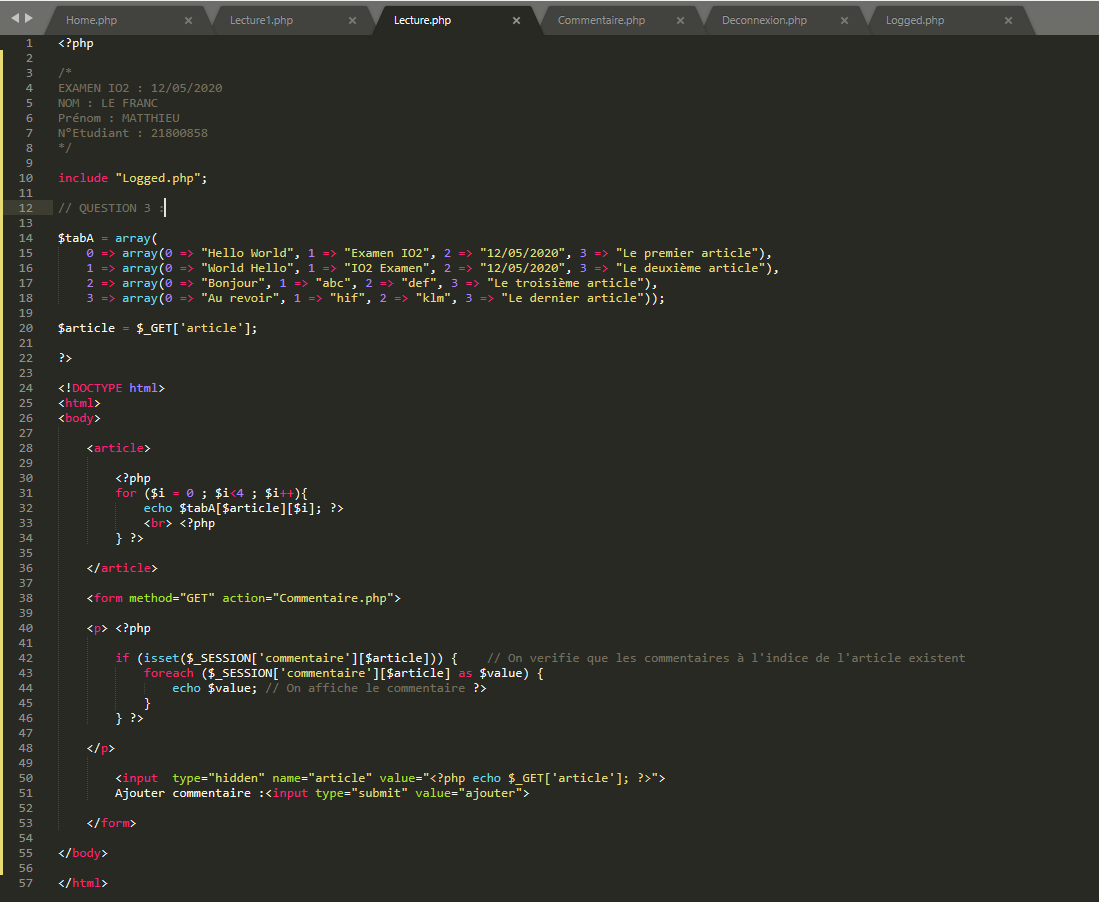 Home.php × Lecture1.php × Lecture.php × Commentaire.php × Deconnexion.php × Logged.php ×
1 <?php
2
3 /*
4 EXAMEN IO2 : 12/05/2020
5 NOM : LE FRANC
6 Prénom : MATTHIEU
7 N°Etudiant : 21800858
8 */
9
10 include "Logged.php";
11
12 // QUESTION 3 :
13
14 $tabA = array(
15 0 => array(0 => "Hello World", 1 => "Examen IO2", 2 => "12/05/2020", 3 => "Le premier article"),
16 1 => array(0 => "World Hello", 1 => "IO2 Examen", 2 => "12/05/2020", 3 => "Le deuxième article"),
17 2 => array(0 => "Bonjour", 1 => "abc", 2 => "def", 3 => "Le troisième article"),
18 3 => array(0 => "Au revoir", 1 => "hif", 2 => "klm", 3 => "Le dernier article"));
19
20 $article = $_GET['article'];
21
22 ?>
23
24 <!DOCTYPE html>
25 <html>
26 <body>
27
28 <article>
29
30 <?php
31 for ($i = 0 ; $i<4 ; $i++){
32 echo $tabA[$article][$i]; ?>
33 <br> <?php
34 } ?>
35
36 </article>
37
38 <form method="GET" action="Commentaire.php">
39
40 <p> <?php
41
42 if (isset($_SESSION['commentaire'][$article])) { // On verifie que les commentaires à l'indice de l'article existent
43 foreach ($_SESSION['commentaire'][$article] as $value) {
44 echo $value; // On affiche le commentaire ?>
45 }
46 } ?>
47
48 </p>
49
50 <input type="hidden" name="article" value="<?php echo $_GET['article']; ?>">
51 Ajouter commentaire :<input type="submit" value="ajouter">
52
53 </form>
54
55 </body>
56
57 </html>